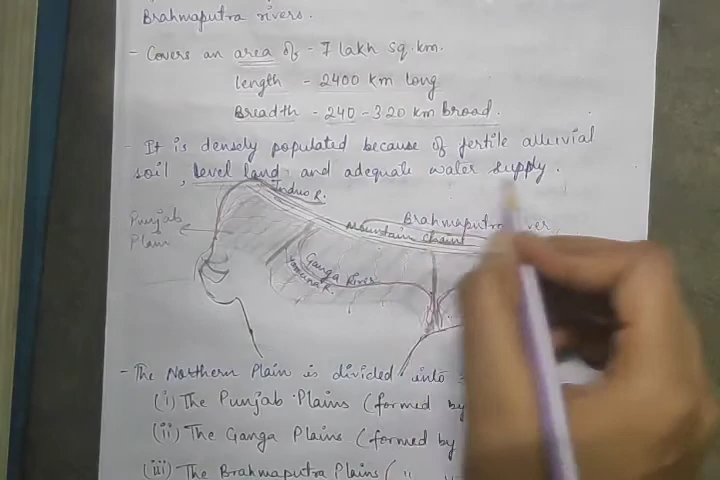 Brahmaputra rivers.
- Covers an area of - 7 lakh sq.km.
Length - 2400 km long
Breadth - 240 - 320 km broad.
- It is densely populated because of fertile alluvial
soil, level land and adequate water supply.
Indus R.
Punjab
Plain
Brahmaputra
Mountain Chain
Ganga River
Yamuna R.
- The Northern Plain is divided into :
(i) The Punjab Plains (formed by
(ii) The Ganga Plains (formed by
(iii) The Brahmaputra Plains ( "